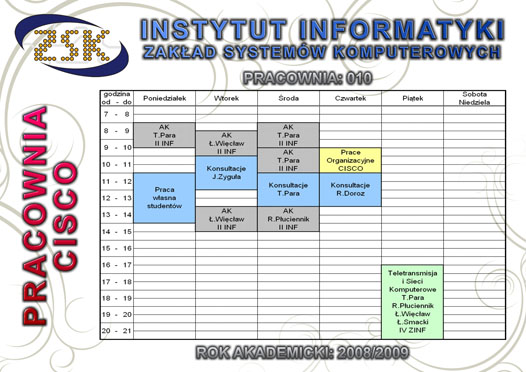 ZSK
INSTYTUT INFORMATYKI
ZAKŁAD SYSTEMÓW KOMPUTEROWYCH
PRACOWNIA: 010
PRACOWNIA
CISCO
godzina
od - do
Poniedziałek
Wtorek
Środa
Czwartek
Piątek
Sobota
Niedziela
7 - 8
8 - 9
AK
T.Para
II INF
AK
Ł.Więcław
II INF
AK
T.Para
II INF
9 - 10
AK
T.Para
II INF
Prace
Organizacyjne
CISCO
10 - 11
Konsultacje
J.Zyguła
11 - 12
Praca
własna
studentów
Konsultacje
T.Para
Konsultacje
R.Doroz
12 - 13
13 - 14
AK
Ł.Więcław
II INF
AK
R.Pluciennik
II INF
14 - 15
15 - 16
16 - 17
Teletransmisja
i Sieci
Komputerowe
T.Para
R.Pluciennik
Ł.Więcław
Ł.Smacki
IV ZINF
17 - 18
18 - 19
19 - 20
20 - 21
ROK AKADEMICKI: 2008/2009